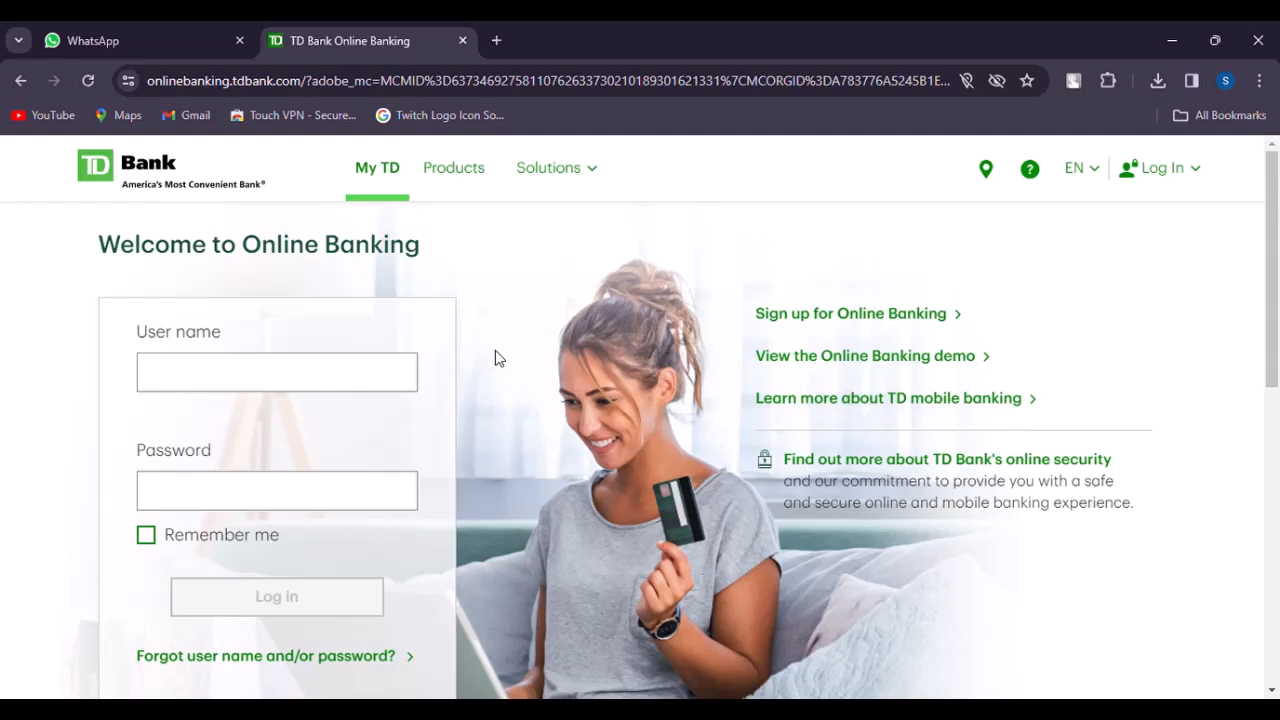 WhatsApp
TD Bank Online Banking
onlinebanking.tdbank.com/?adobe_mc=MCMID%3D63734692758110762633730210189301621331%7CMCORGID%3DA783776A5245B1E...
YouTube
Maps
Gmail
Touch VPN - Secure...
Twitch Logo Icon So...
All Bookmarks
S
TD Bank
America's Most Convenient Bank®
My TD
Products
Solutions
?
EN
Log In
Welcome to Online Banking
User name
Password
Remember me
Log in
Forgot user name and/or password?
Sign up for Online Banking
View the Online Banking demo
Learn more about TD mobile banking
Find out more about TD Bank's online security
and our commitment to provide you with a safe
and secure online and mobile banking experience.